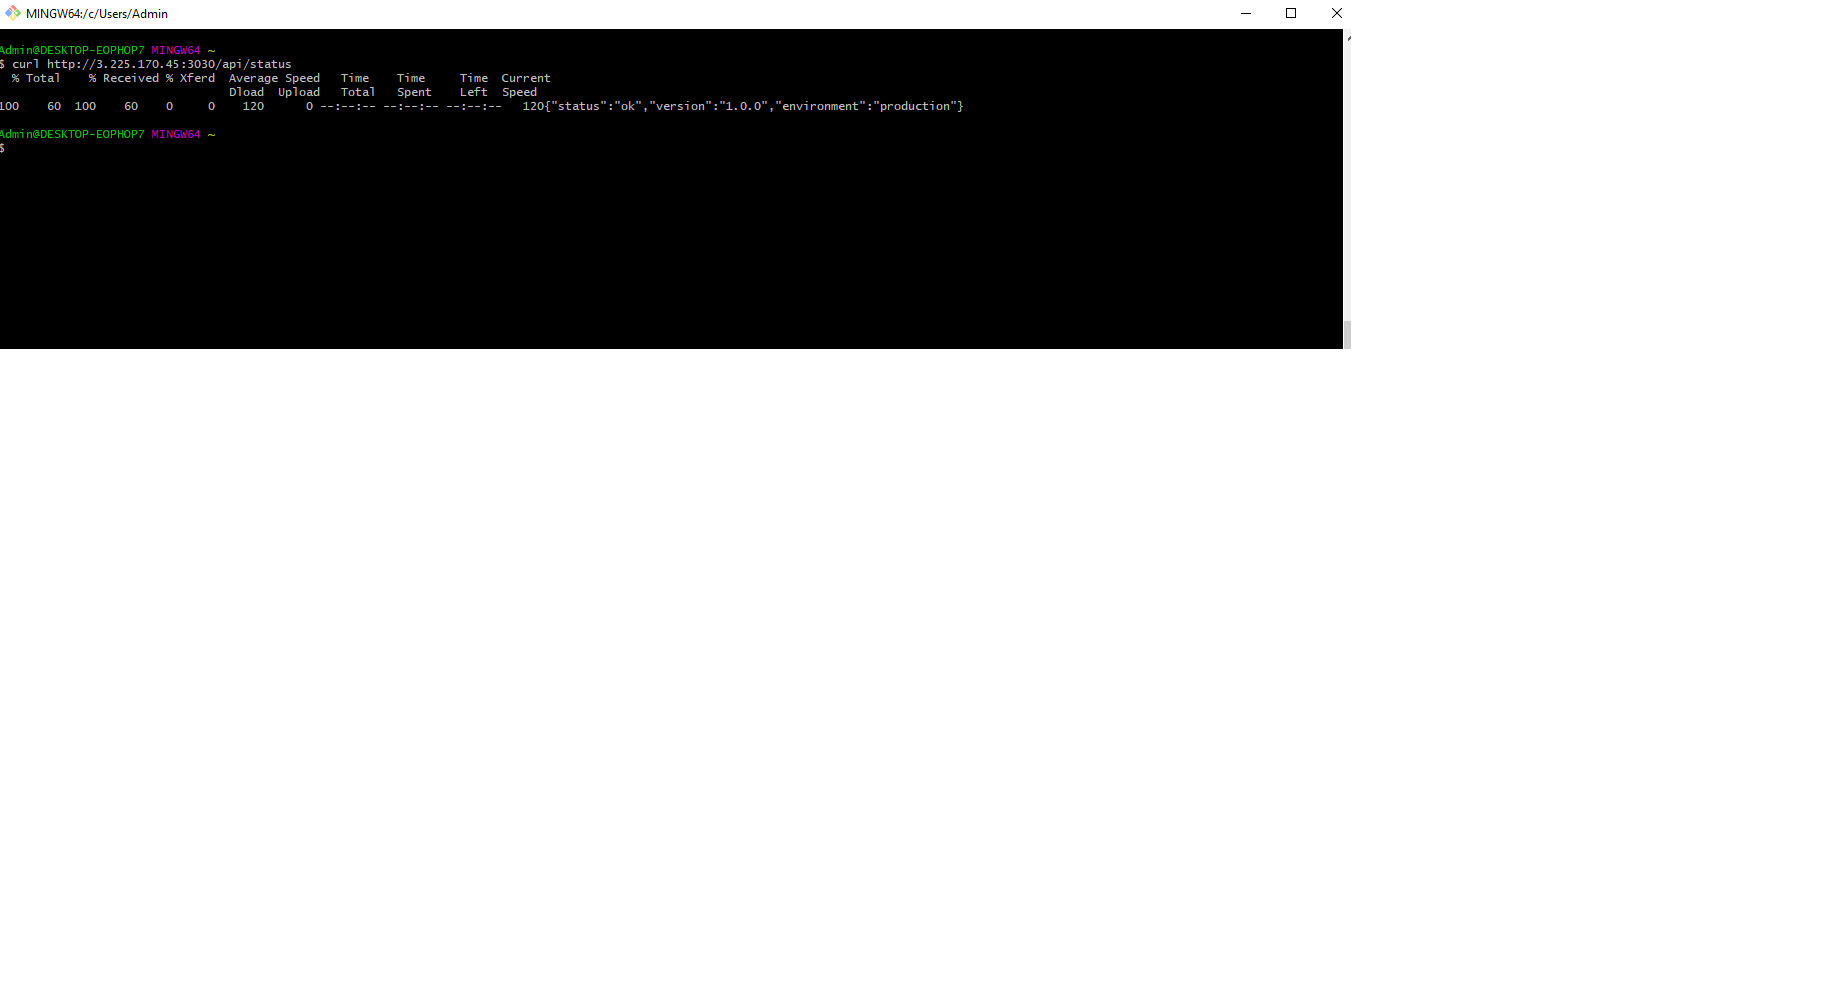 MINGW64:/c/Users/Admin
Admin@DESKTOP-EOPHOP7 MINGW64 ~
$ curl http://3.225.170.45:3030/api/status
  % Total    % Received % Xferd  Average Speed   Time    Time     Time  Current
                                 Dload  Upload   Total   Spent    Left  Speed
100    60  100    60    0     0    120      0 --:--:-- --:--:-- --:--:--   120{"status":"ok","version":"1.0.0","environment":"production"}
Admin@DESKTOP-EOPHOP7 MINGW64 ~
$